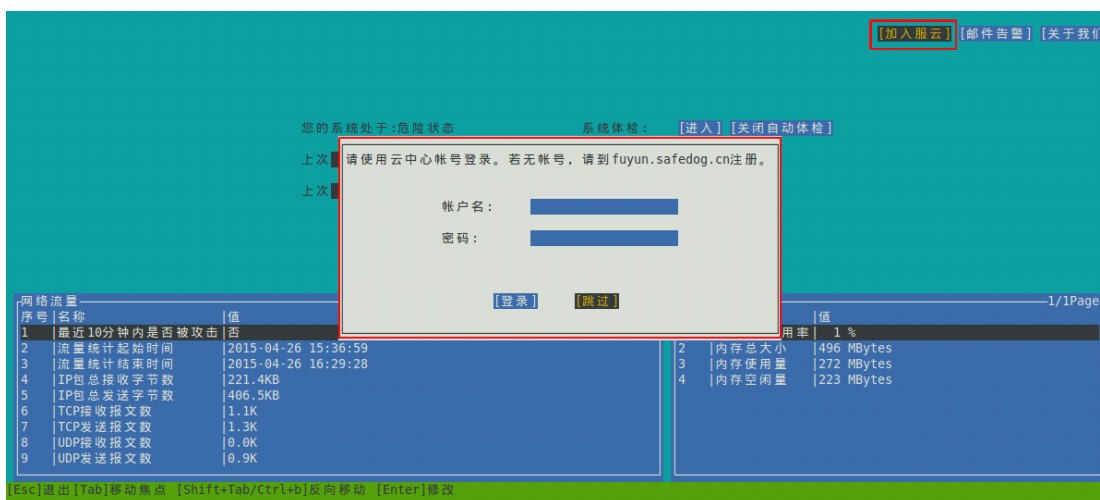 [加入服云] [邮件告警] [关于我们
您的系统处于:危险状态 系统体检: [进入] [关闭自动体检]
上次
请使用云中心帐号登录。若无帐号，请到fuyun.safedog.cn注册。
上次
帐户名:
密码:
[登录] [跳过]
网络流量
1/1Page
序号|名称 |值
|值
1 |最近10分钟内是否被攻击|否
用率| 1 %
2 |流量统计起始时间 |2015-04-26 15:36:59
2 |内存总大小 |496 MBytes
3 |流量统计结束时间 |2015-04-26 16:29:28
3 |内存使用量 |272 MBytes
4 |IP包总接收字节数 |221.4KB
4 |内存空闲量 |223 MBytes
5 |IP包总发送字节数 |406.5KB
6 |TCP接收报文数 |1.1K
7 |TCP发送报文数 |1.3K
8 |UDP接收报文数 |0.0K
9 |UDP发送报文数 |0.9K
[Esc]退出[Tab]移动焦点 [Shift+Tab/Ctrl+b]反向移动 [Enter]修改